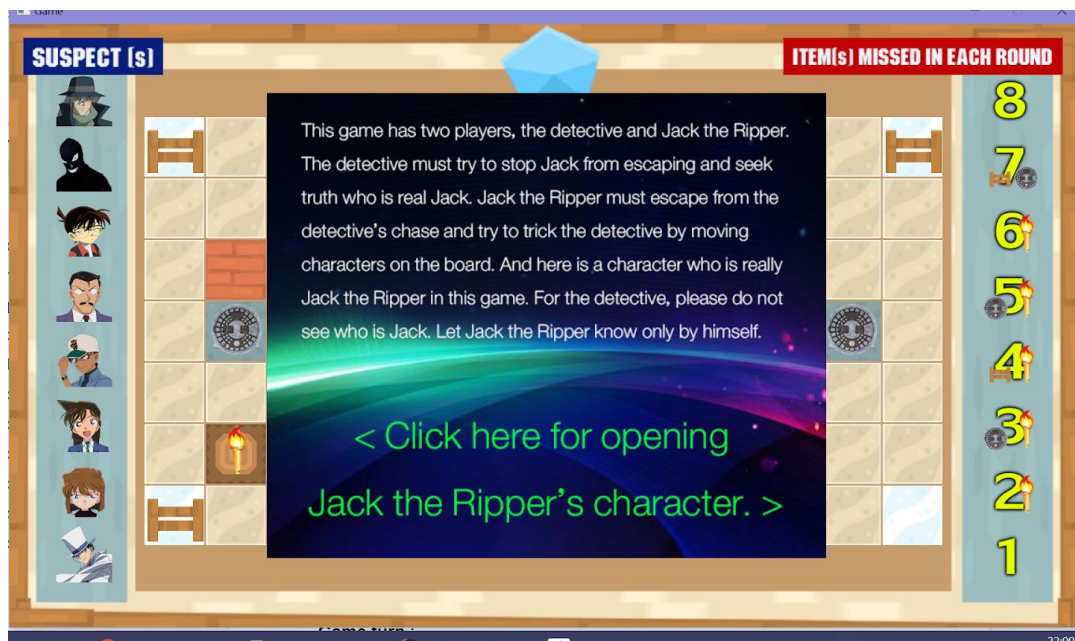 Game
SUSPECT (s)
ITEM(s) MISSED IN EACH ROUND
This game has two players, the detective and Jack the Ripper.
The detective must try to stop Jack from escaping and seek
truth who is real Jack. Jack the Ripper must escape from the
detective's chase and try to trick the detective by moving
characters on the board. And here is a character who is really
Jack the Ripper in this game. For the detective, please do not
see who is Jack. Let Jack the Ripper know only by himself.
< Click here for opening
Jack the Ripper's character. >
8
7
6
5
4
3
2
1